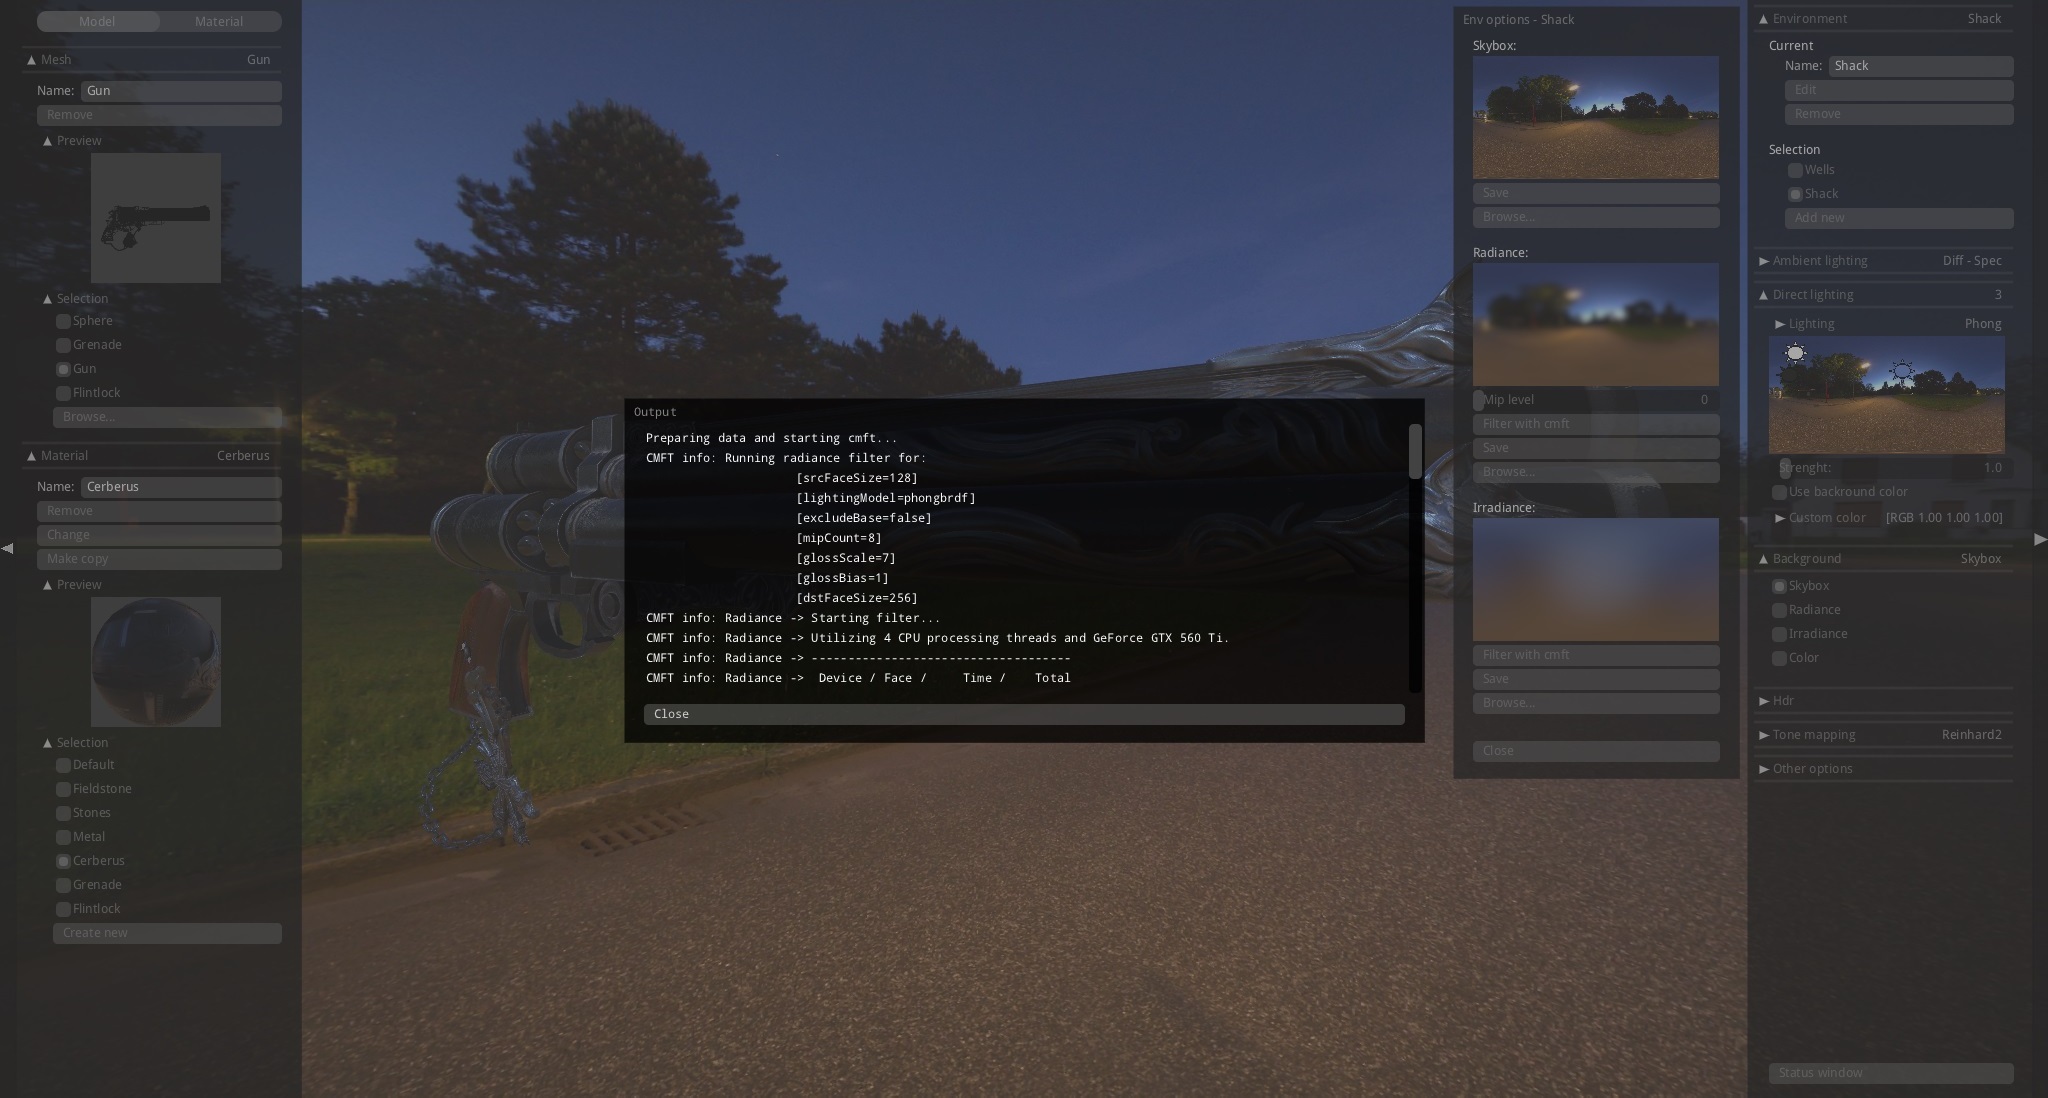 Model Material
Mesh Gun
Name: Gun
Remove
Preview
Selection
Sphere
Grenade
Gun
Flintlock
Browse...
Material Cerberus
Name: Cerberus
Remove
Change
Make copy
Preview
Selection
Default
Fieldstone
Stones
Metal
Cerberus
Grenade
Flintlock
Create new
Output
Preparing data and starting cmft...
CMFT info: Running radiance filter for:
[srcFaceSize=128]
[lightingModel=phongbrdf]
[excludeBase=false]
[mipCount=8]
[glossScale=7]
[glossBias=1]
[dstFaceSize=256]
CMFT info: Radiance -> Starting filter...
CMFT info: Radiance -> Utilizing 4 CPU processing threads and GeForce GTX 560 Ti.
CMFT info: Radiance -> ------------------------------------
CMFT info: Radiance -> Device / Face / Time / Total
Close
Env options - Shack
Skybox:
Save
Browse...
Radiance:
Mip level 0
Filter with cmft
Save
Browse...
Irradiance:
Filter with cmft
Save
Browse...
Close
Environment Shack
Current
Name: Shack
Edit
Remove
Selection
Wells
Shack
Add new
Ambient lighting Diff - Spec
Direct lighting 3
Lighting Phong
Strenght: 1.0
Use backround color
Custom color [RGB 1.00 1.00 1.00]
Background Skybox
Skybox
Radiance
Irradiance
Color
Hdr
Tone mapping Reinhard2
Other options
Status window